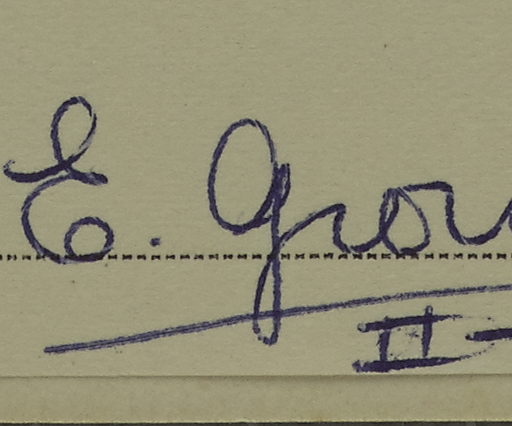 E. Grou
II-